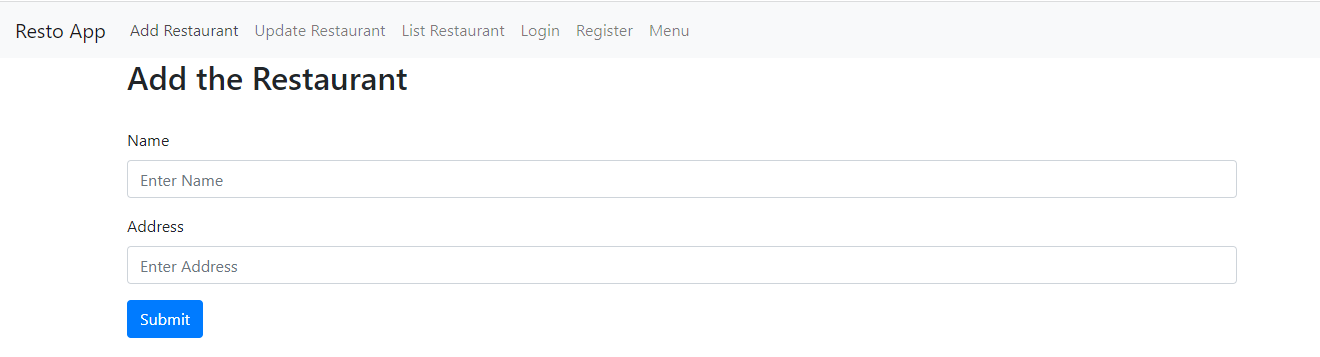 Resto App Add Restaurant Update Restaurant List Restaurant Login Register Menu
Add the Restaurant
Name
Enter Name
Address
Enter Address
Submit